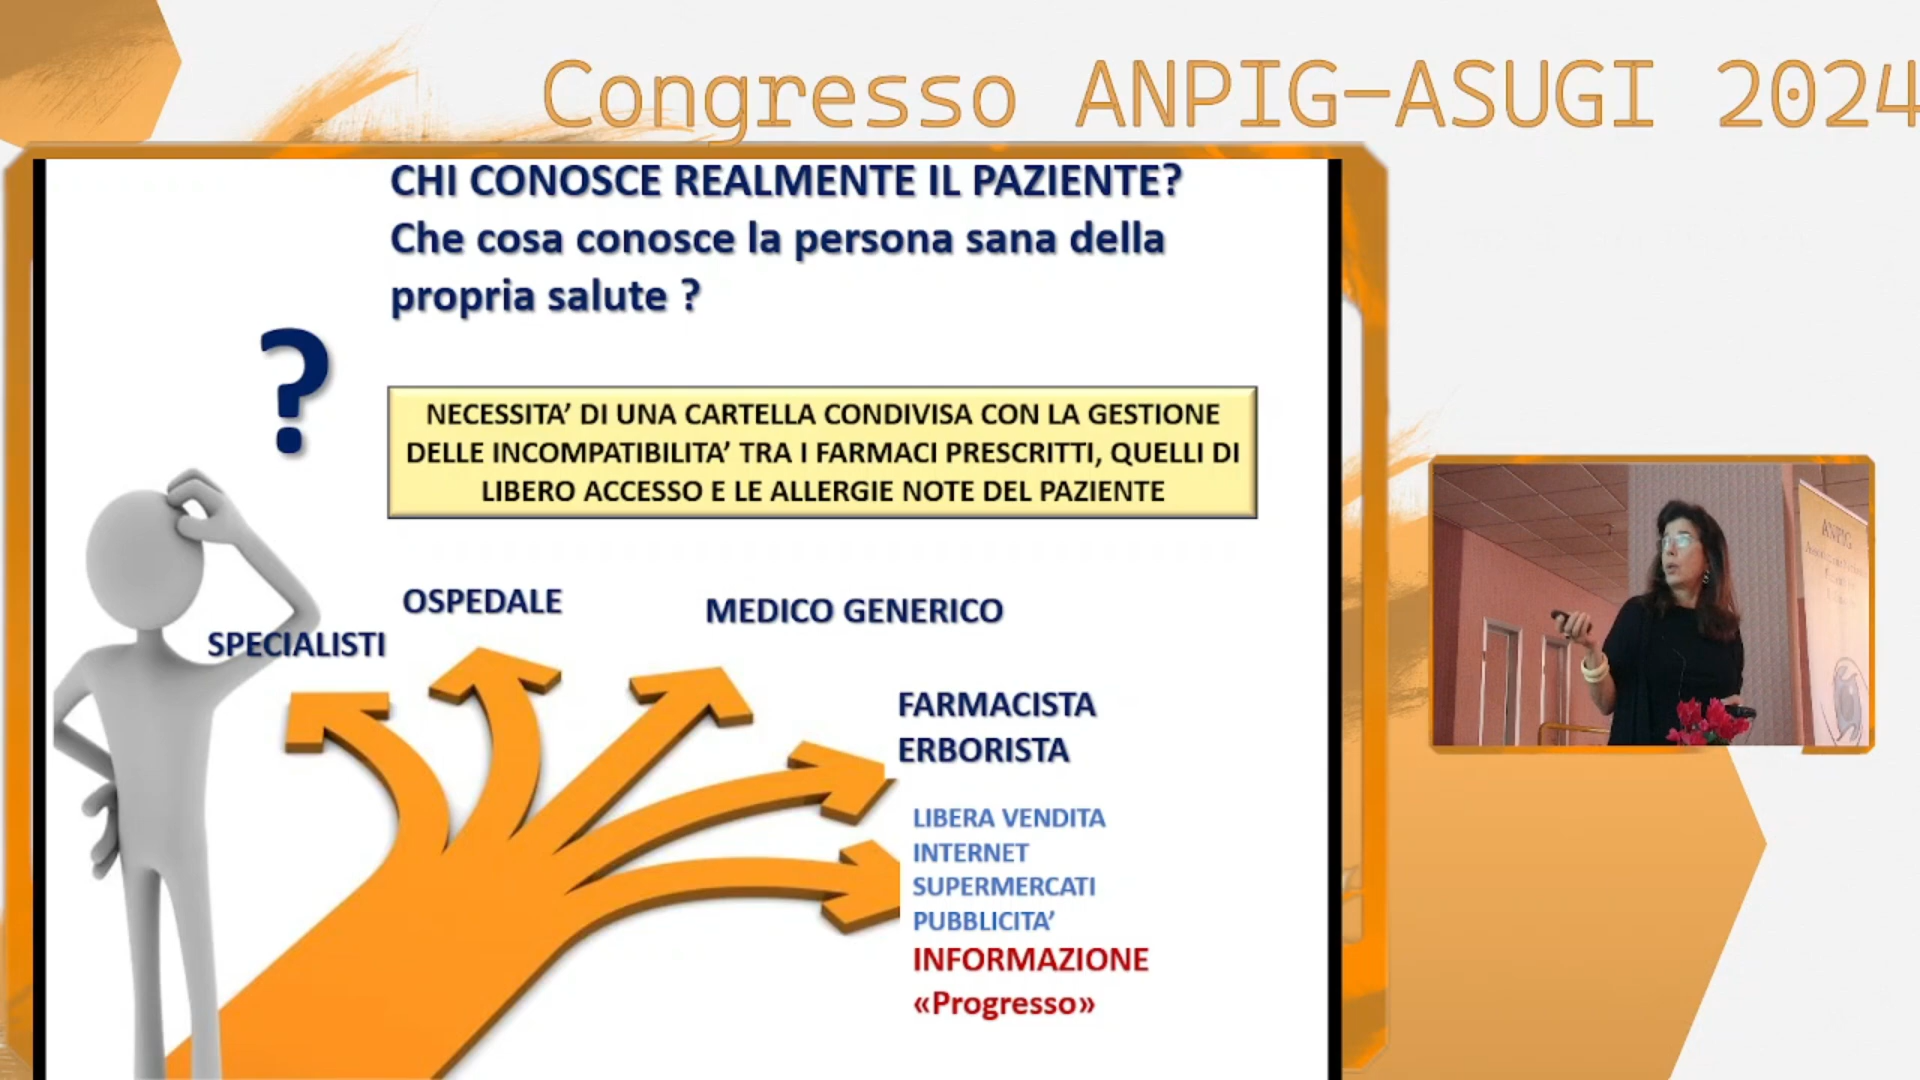 Congresso ANPIG-ASUGI 2024
CHI CONOSCE REALMENTE IL PAZIENTE?
Che cosa conosce la persona sana della
propria salute ?
?
NECESSITA’ DI UNA CARTELLA CONDIVISA CON LA GESTIONE
DELLE INCOMPATIBILITA’ TRA I FARMACI PRESCRITTI, QUELLI DI
LIBERO ACCESSO E LE ALLERGIE NOTE DEL PAZIENTE
SPECIALISTI
OSPEDALE
MEDICO GENERICO
FARMACISTA
ERBORISTA
LIBERA VENDITA
INTERNET
SUPERMERCATI
PUBBLICITA’
INFORMAZIONE
«Progresso»
ANPIG